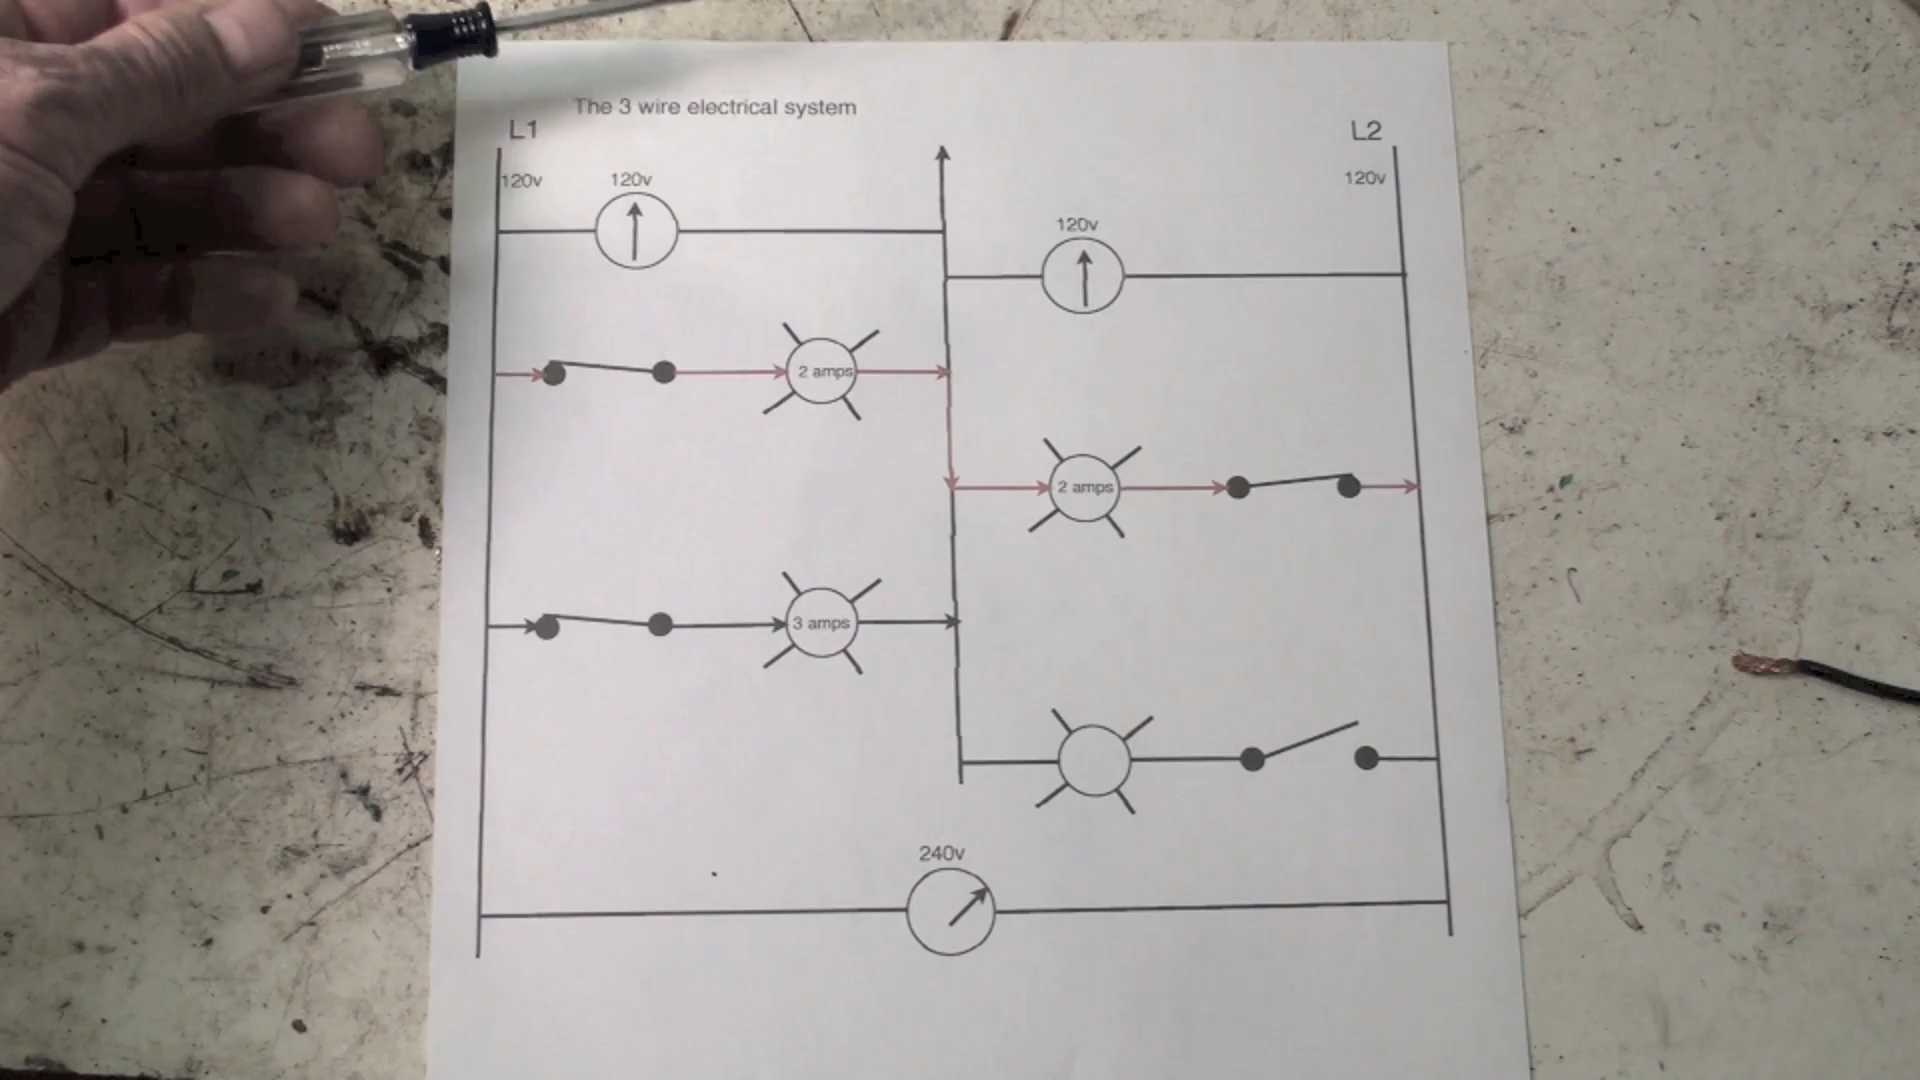 The 3 wire electrical system
L1
L2
120v
120v
120v
120v
2 amps
2 amps
3 amps
240v